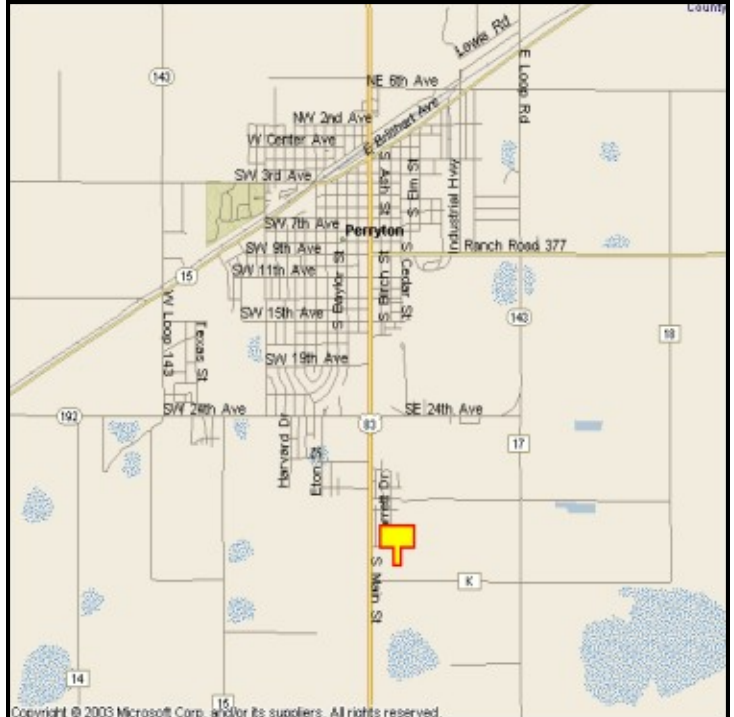 County
Lewis Rd
143
E Loop Rd
NE 6th Ave
NW 2nd Ave
E Brillhart Ave
W Center Ave
SW 3rd Ave
S Ash St
S Elm St
Industrial Hwy
SW 7th Ave
Perryton
SW 9th Ave
Ranch Road 377
SW 11th Ave
S Baylor St
S Birch St
S Cedar St
15
W Loop 143
Texas St
SW 15th Ave
143
18
SW 19th Ave
192
SW 24th Ave
83
SE 24th Ave
Harvard Dr
Eton
17
S Main St
K
14
15
Copyright © 2003 Microsoft Corp. and/or its suppliers. All rights reserved.